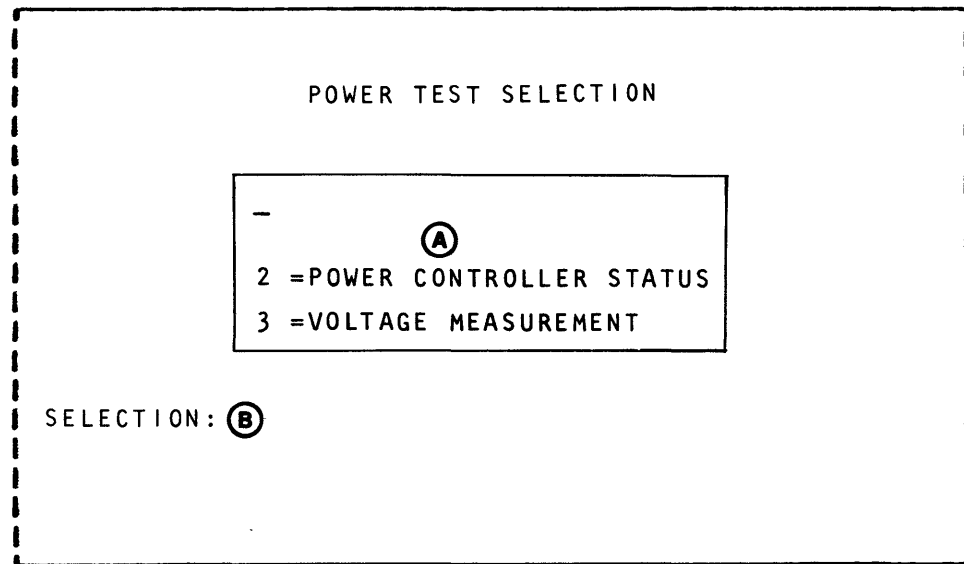 POWER TEST SELECTION
_
A
2 =POWER CONTROLLER STATUS
3 =VOLTAGE MEASUREMENT
SELECTION: B